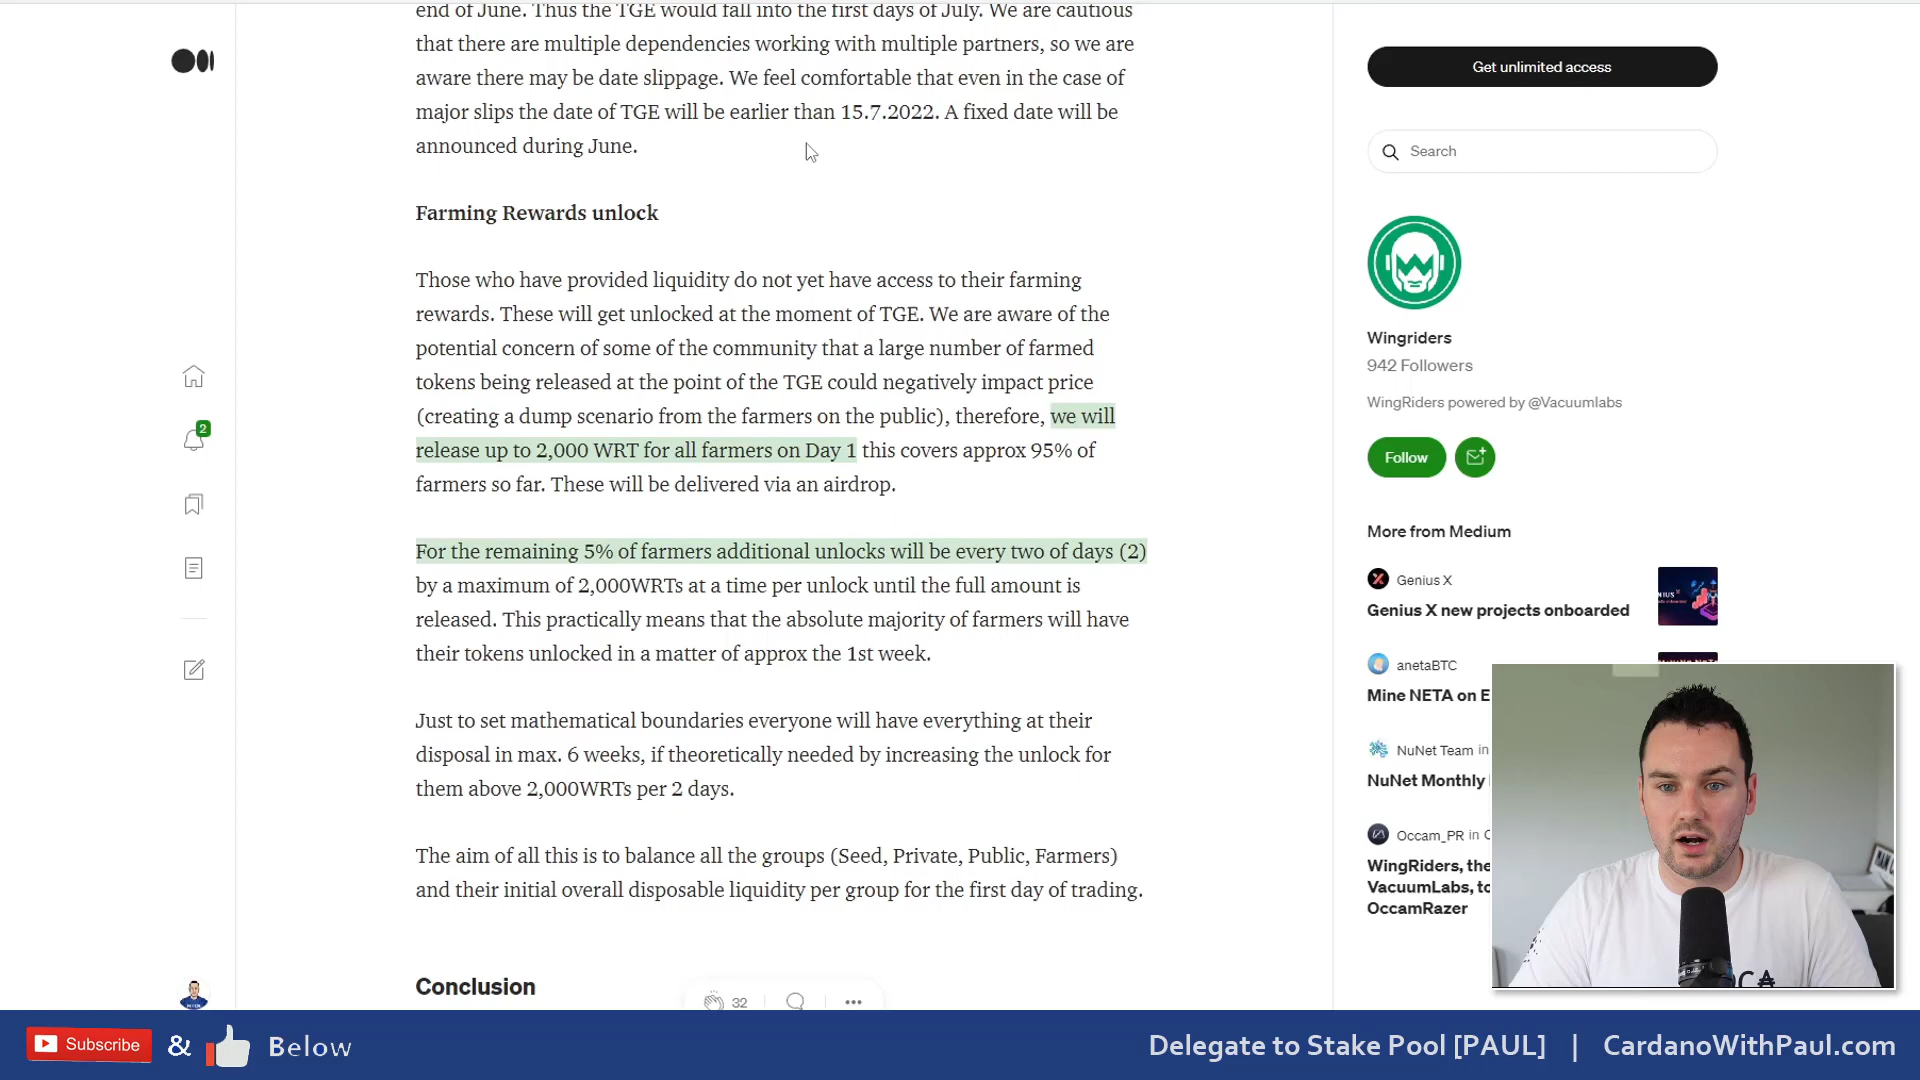 end of June. Thus the TGE would fall into the first days of July. We are cautious
that there are multiple dependencies working with multiple partners, so we are
aware there may be date slippage. We feel comfortable that even in the case of
major slips the date of TGE will be earlier than 15.7.2022. A fixed date will be
announced during June.
Farming Rewards unlock
Those who have provided liquidity do not yet have access to their farming
rewards. These will get unlocked at the moment of TGE. We are aware of the
potential concern of some of the community that a large number of farmed
tokens being released at the point of the TGE could negatively impact price
(creating a dump scenario from the farmers on the public), therefore, we will
release up to 2,000 WRT for all farmers on Day 1 this covers approx 95% of
farmers so far. These will be delivered via an airdrop.
For the remaining 5% of farmers additional unlocks will be every two of days (2)
by a maximum of 2,000WRTs at a time per unlock until the full amount is
released. This practically means that the absolute majority of farmers will have
their tokens unlocked in a matter of approx the 1st week.
Just to set mathematical boundaries everyone will have everything at their
disposal in max. 6 weeks, if theoretically needed by increasing the unlock for
them above 2,000WRTs per 2 days.
The aim of all this is to balance all the groups (Seed, Private, Public, Farmers)
and their initial overall disposable liquidity per group for the first day of trading.
Conclusion
32
2
Get unlimited access
Search
Wingriders
942 Followers
WingRiders powered by @Vacuumlabs
Follow
More from Medium
Genius X
Genius X new projects onboarded
anetaBTC
Mine NETA on E
NuNet Team in
NuNet Monthly
Occam_PR in
WingRiders, the
VacuumLabs, to
OccamRazer
Subscribe & Below
Delegate to Stake Pool [PAUL] | CardanoWithPaul.com